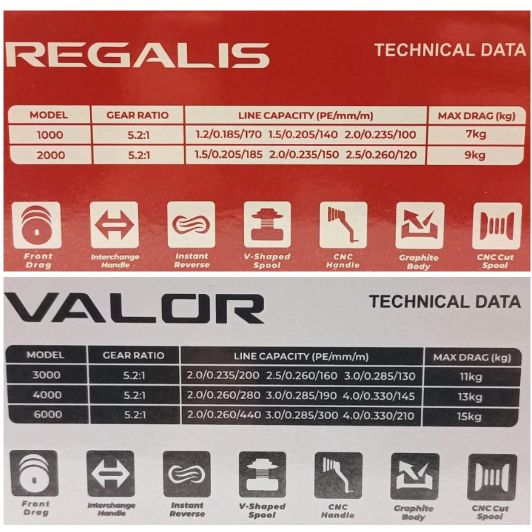 REGALIS TECHNICAL DATA
MODEL GEAR RATIO LINE CAPACITY (PE/mm/m) MAX DRAG (kg)
1000 5.2:1 1.2/0.185/170 1.5/0.205/140 2.0/0.235/100 7kg
2000 5.2:1 1.5/0.205/185 2.0/0.235/150 2.5/0.260/120 9kg
Front Drag Interchange Handle Instant Reverse V-Shaped Spool CNC Handle Graphite Body CNC Cut Spool
VALOR TECHNICAL DATA
MODEL GEAR RATIO LINE CAPACITY (PE/mm/m) MAX DRAG (kg)
3000 5.2:1 2.0/0.235/200 2.5/0.260/160 3.0/0.285/130 11kg
4000 5.2:1 2.0/0.260/280 3.0/0.285/190 4.0/0.330/145 13kg
6000 5.2:1 2.0/0.260/440 3.0/0.285/300 4.0/0.330/210 15kg
Front Drag Interchange Handle Instant Reverse V-Shaped Spool CNC Handle Graphite Body CNC Cut Spool